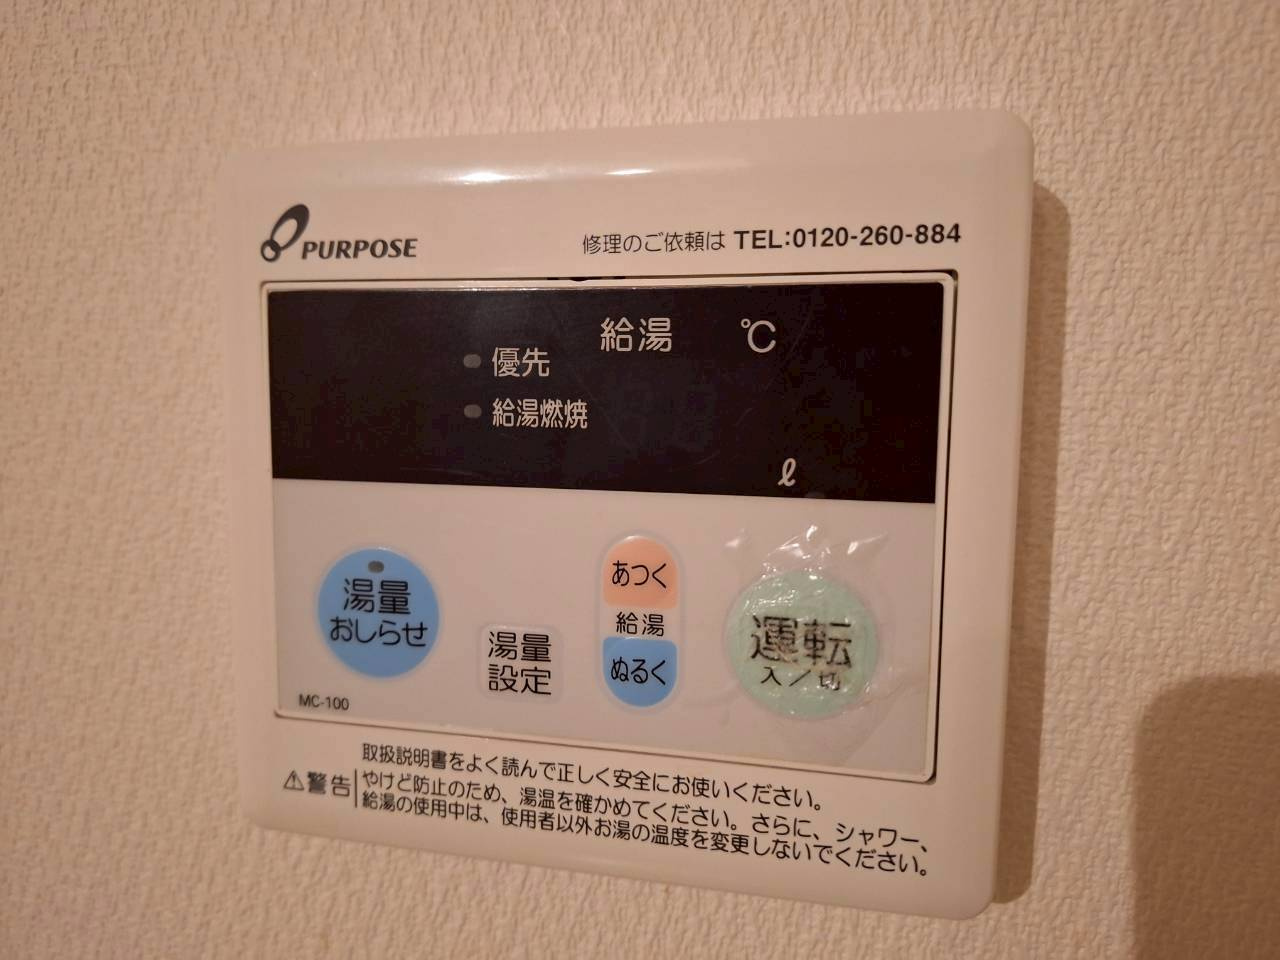 PURPOSE
修理のご依頼は TEL:0120-260-884
給湯 ℃
優先
給湯燃焼
ℓ
湯量
おしらせ
湯量
設定
あつく
給湯
ぬるく
運転
入/切
MC-100
取扱説明書をよく読んで正しく安全にお使いください。
⚠警告
やけど防止のため、湯温を確かめてください。さらに、シャワー、
給湯の使用中は、使用者以外お湯の温度を変更しないでください。